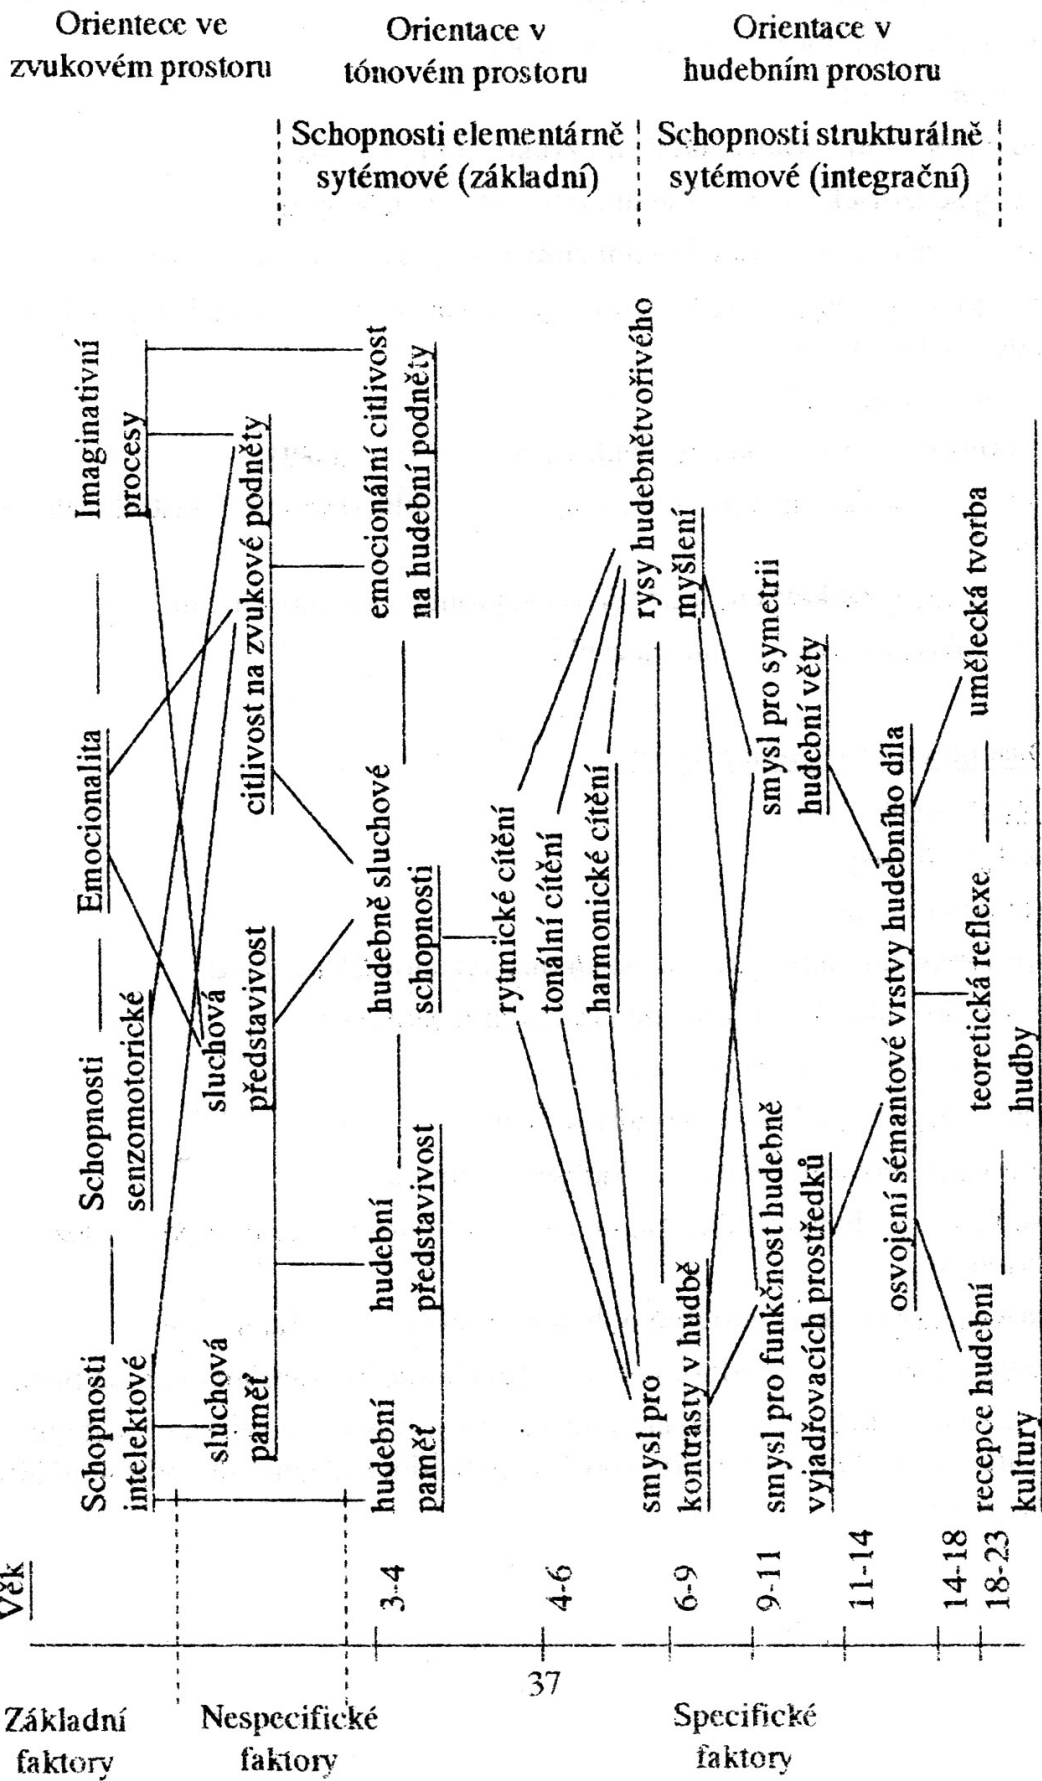 Orientece ve
zvukovém prostoru
Orientace v
tónovém prostoru
Orientace v
hudebním prostoru
Schopnosti elementárně
sytémové (základní)
Schopnosti strukturálně
sytémové (integrační)
Imaginativní
procesy
Emocionalita
Schopnosti
senzomotorické
Schopnosti
intelektové
citlivost na zvukové podněty
sluchová
představivost
sluchová
paměť
emocionální citlivost
na hudební podněty
hudebně sluchové
schopnosti
hudební
představivost
hudební
paměť
rytmické cítění
tonální cítění
harmonické cítění
rysy hudebnětvořivého
myšlení
smysl pro
kontrasty v hudbě
smysl pro symetrii
hudební věty
smysl pro funkčnost hudebně
vyjadřovacích prostředků
osvojení sémantové vrstvy hudebního díla
umělecká tvorba
teoretická reflexe
hudby
recepce hudební
kultury
Věk
3-4
4-6
6-9
9-11
11-14
14-18
18-23
37
Základní
faktory
Nespecifické
faktory
Specifické
faktory